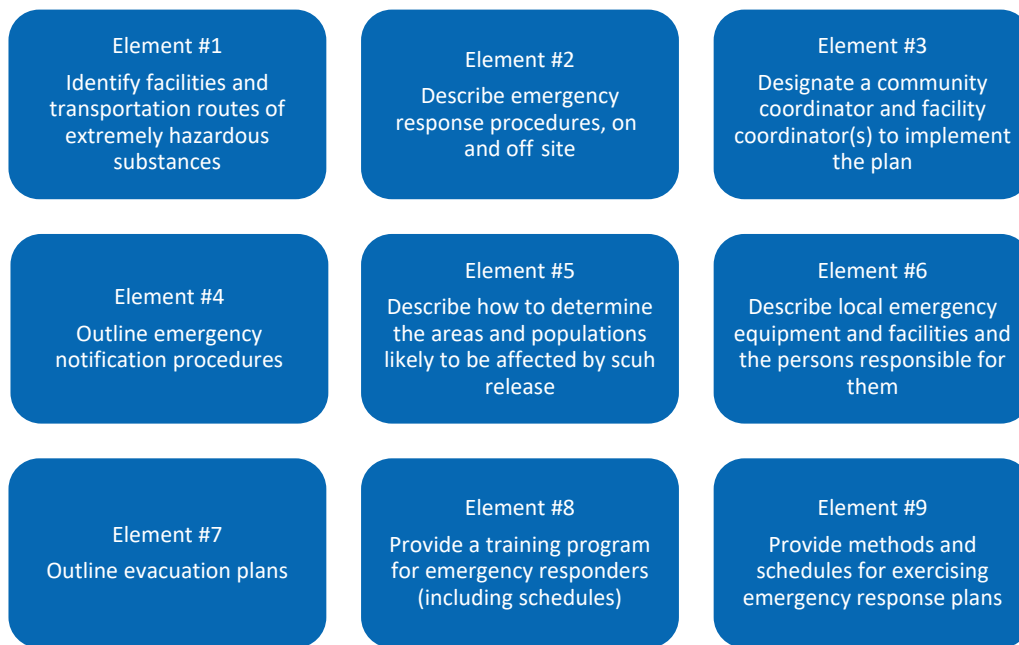 Element #1
Identify facilities and
transportation routes of
extremely hazardous
substances
Element #2
Describe emergency
response procedures, on
and off site
Element #3
Designate a community
coordinator and facility
coordinator(s) to implement
the plan
Element #4
Outline emergency
notification procedures
Element #5
Describe how to determine
the areas and populations
likely to be affected by scuh
release
Element #6
Describe local emergency
equipment and facilities and
the persons responsible for
them
Element #7
Outline evacuation plans
Element #8
Provide a training program
for emergency responders
(including schedules)
Element #9
Provide methods and
schedules for exercising
emergency response plans